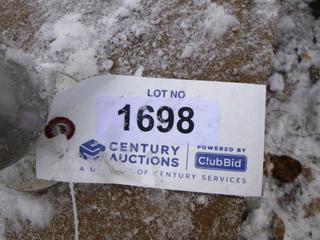 LOT NO
1698
CENTURY AUCTIONS
POWERED BY
ClubBid
OF CENTURY SERVICES